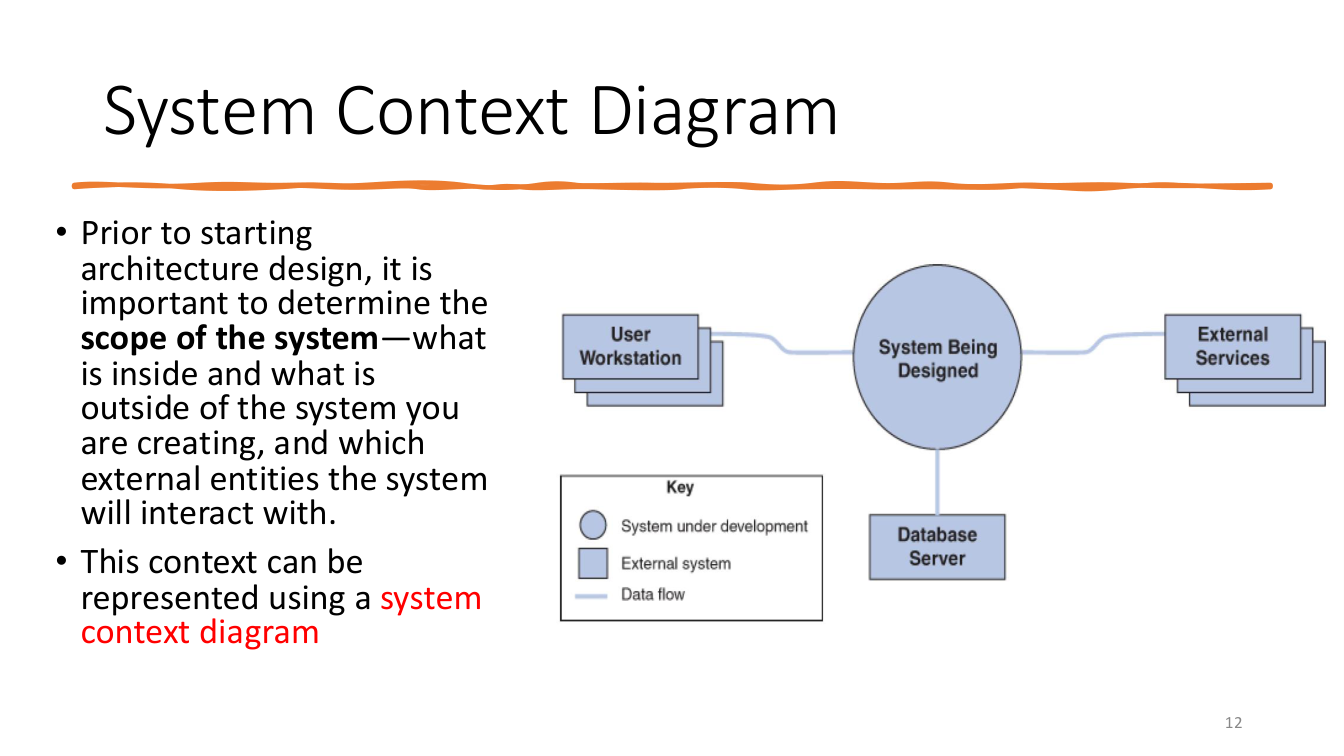 System Context Diagram
• Prior to starting
architecture design, it is
important to determine the
scope of the system—what
is inside and what is
outside of the system you
are creating, and which
external entities the system
will interact with.
• This context can be
represented using a system
context diagram
User
Workstation
System Being
Designed
External
Services
Database
Server
Key
System under development
External system
Data flow
12